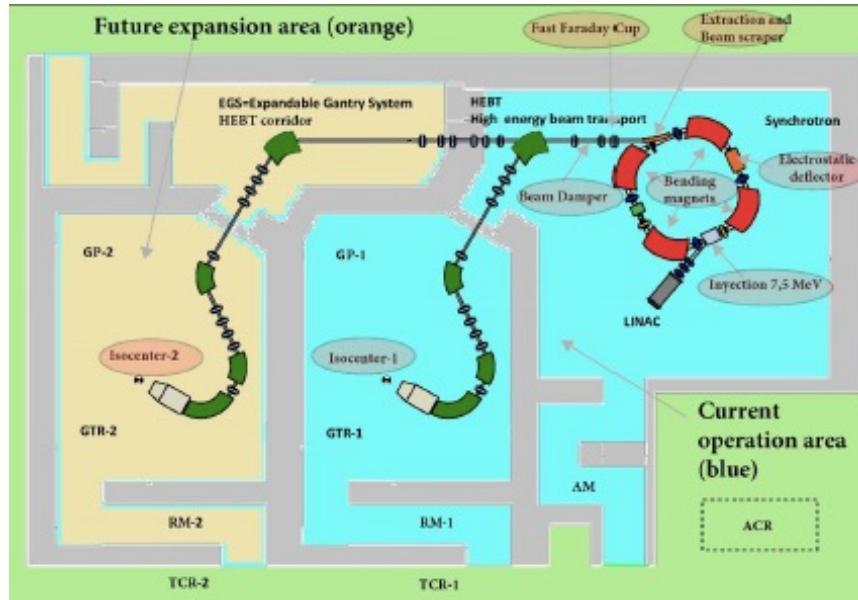 Future expansion area (orange)
Fast Faraday Cup
Extraction and
Beam scraper
EGS=Expandable Gantry System
HEBT corridor
HEBT
High energy beam transport
Synchrotron
Electrostatic
deflector
Beam Damper
Bending
magnets
GP-2
GP-1
Inyection 7,5 MeV
LINAC
Isocenter-2
Isocenter-1
GTR-2
GTR-1
Current
operation area
(blue)
AM
RM-2
RM-1
ACR
TCR-2
TCR-1